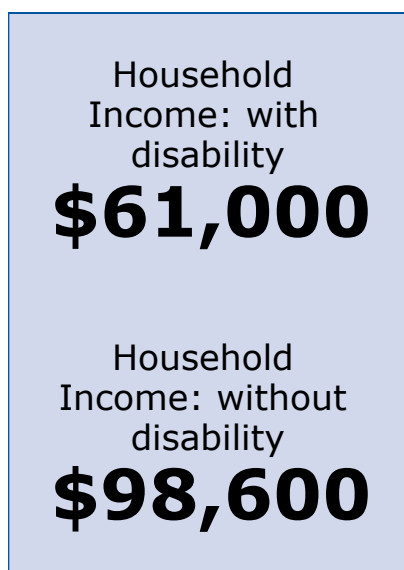 Household
Income: with
disability
$61,000
Household
Income: without
disability
$98,600